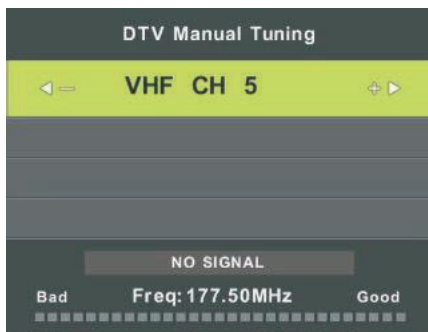 DTV Manual Tuning
VHF CH 5
NO SIGNAL
Bad Freq:177.50MHz Good